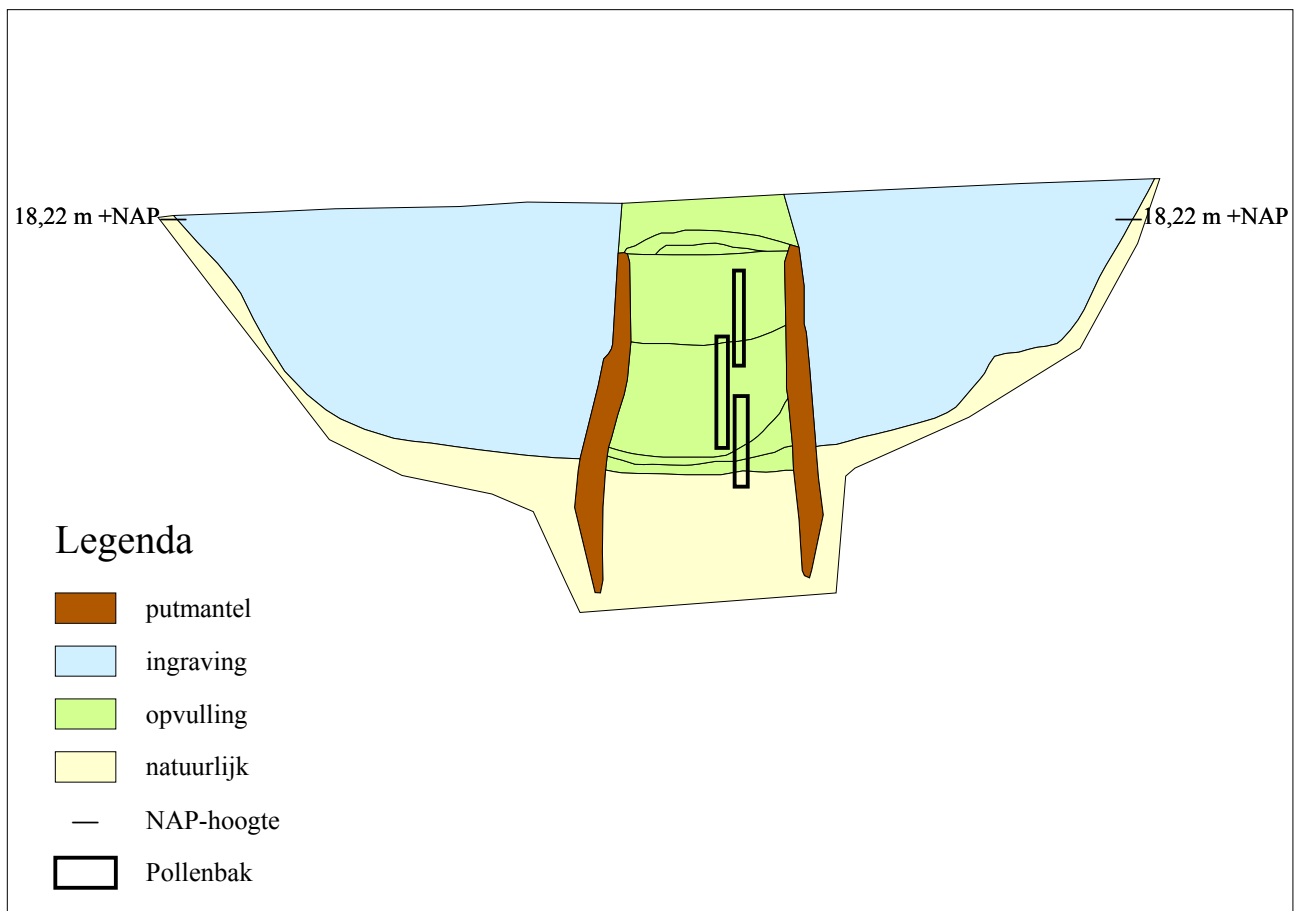 18,22 m +NAP
18,22 m +NAP
Legenda
putmantel
ingraving
opvulling
natuurlijk
NAP-hoogte
Pollenbak